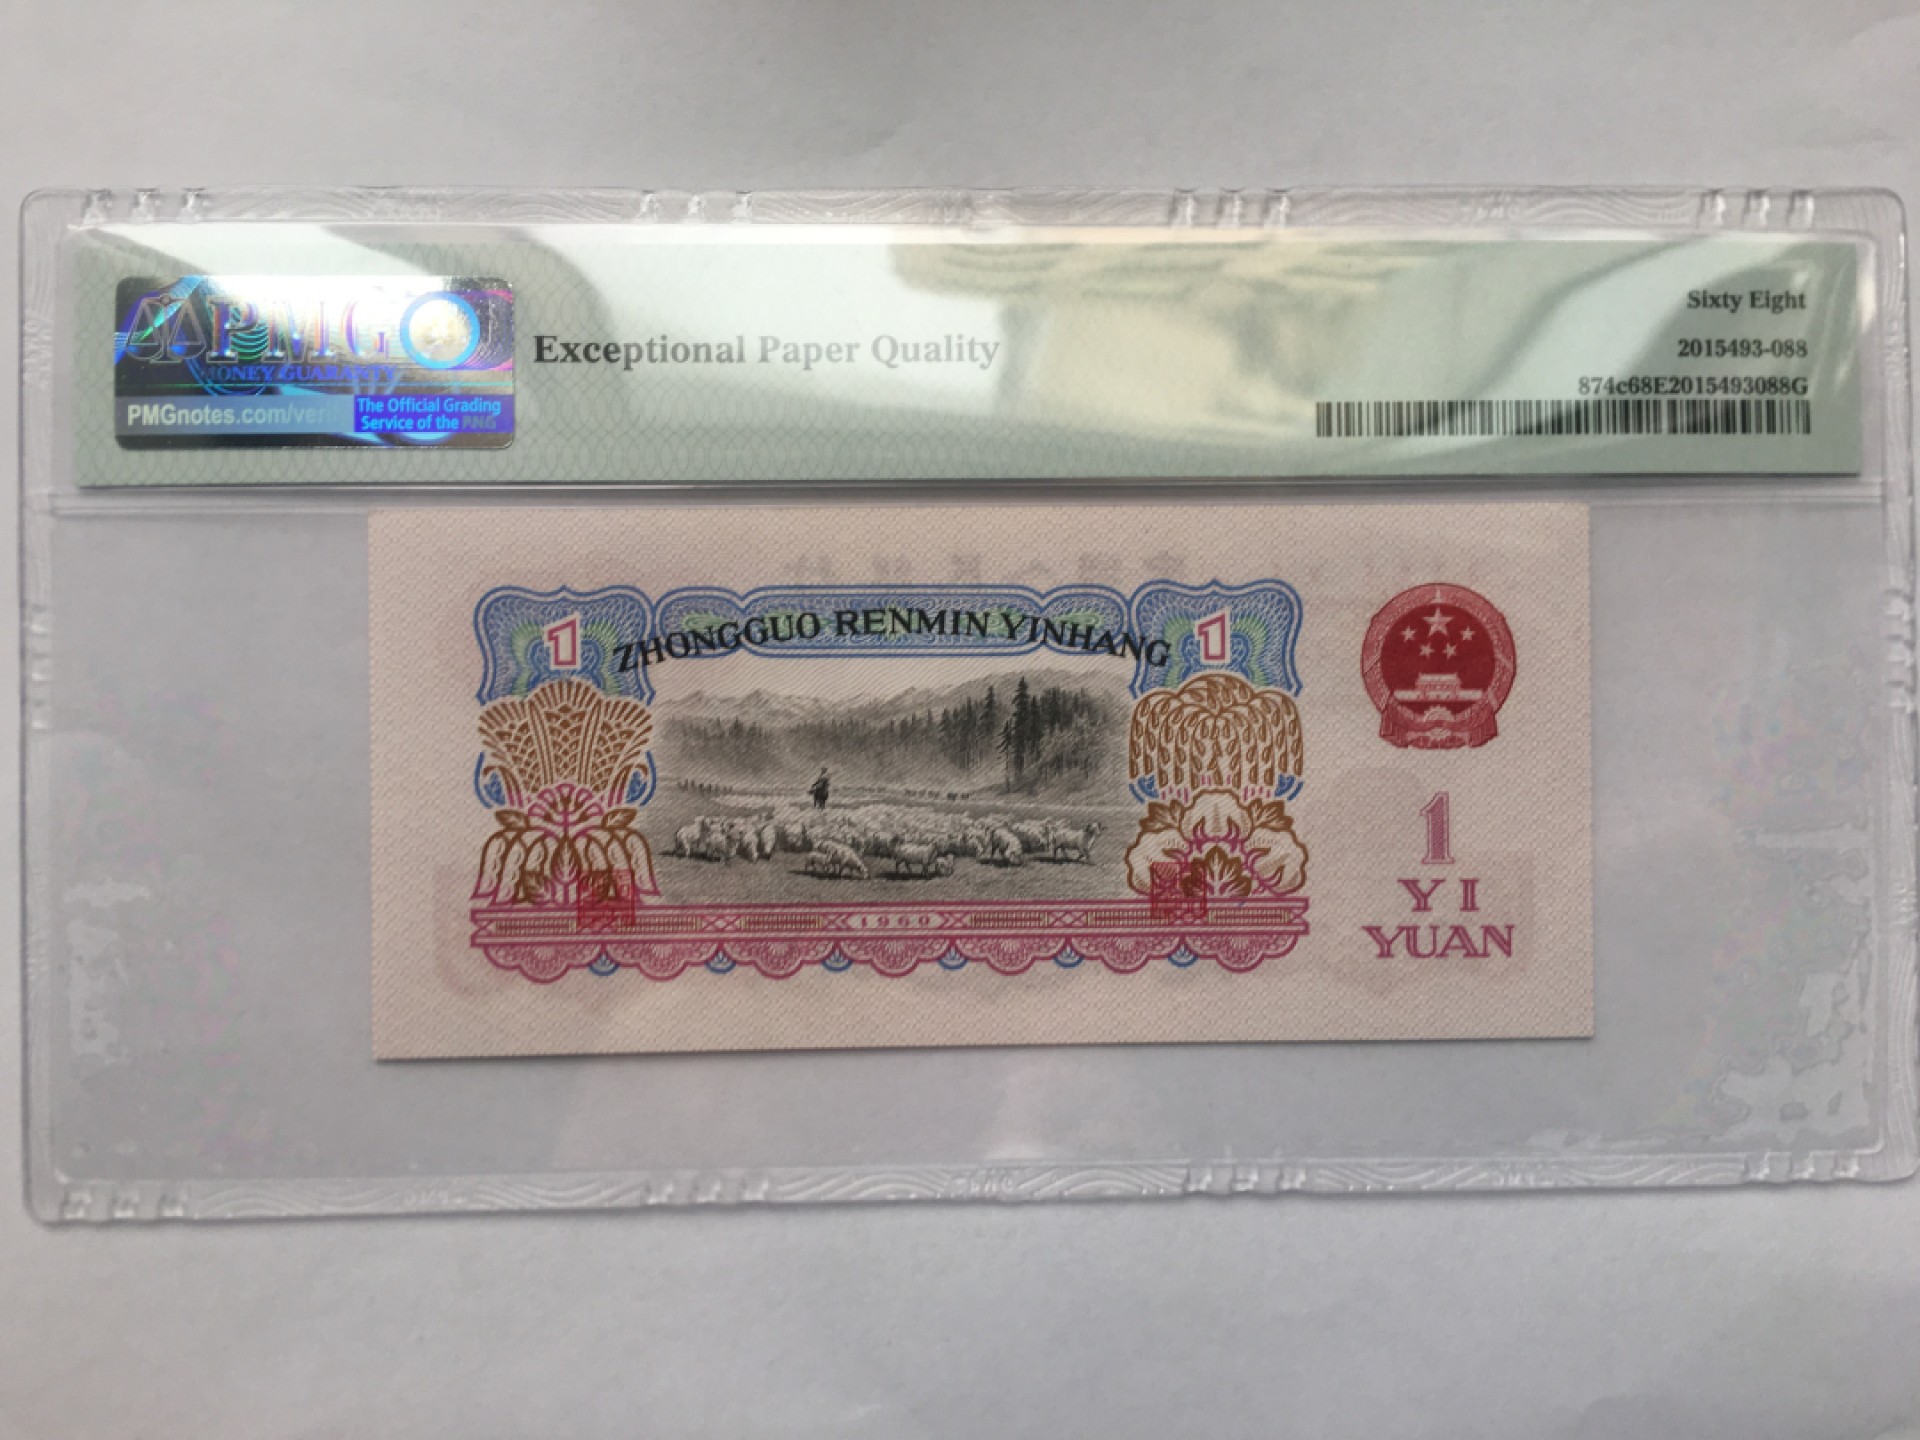 PMG
MONEY GUARANTY
PMGnotes.com/veri
The Official Grading
Service of the PNG
Exceptional Paper Quality
Sixty Eight
2015493-088
874c68E2015493088G
ZHONGGUO RENMIN YINHANG
1
1
1960
1
YI
YUAN